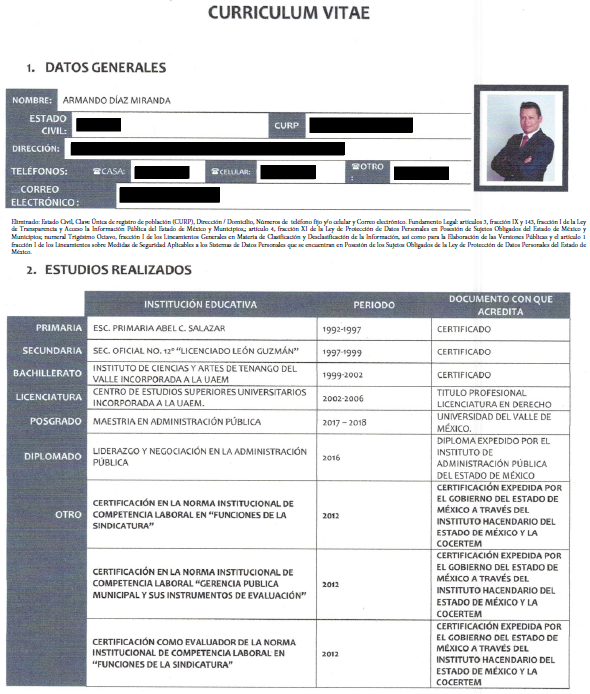 CURRICULUM VITAE
1. DATOS GENERALES
NOMBRE: ARMANDO DÍAZ MIRANDA
ESTADO CIVIL:
CURP
DIRECCIÓN:
TELÉFONOS: ☎CASA: ☎CELULAR: ☎OTRO :
CORREO ELECTRÓNICO:
Eliminado: Estado Civil, Clave Única de registro de población (CURP), Dirección / Domicilio, Números de teléfono fijo y/o celular y Correo electrónico. Fundamento Legal: artículos 3, fracción IX y 143, fracción I de la Ley
de Transparencia y Acceso la Información Pública del Estado de México y Municipios; artículo 4, fracción XI de la Ley de Protección de Datos Personales en Posesión de Sujetos Obligados del Estado de México y
Municipios; numeral Trigésimo Octavo, fracción I de los Lineamientos Generales en Materia de Clasificación y Desclasificación de la Información, así como para la Elaboración de las Versiones Públicas y el artículo 1
fracción I de los Lineamientos sobre Medidas de Seguridad Aplicables a los Sistemas de Datos Personales que se encuentran en Posesión de los Sujetos Obligados de la Ley de Protección de Datos Personales del Estado de
México.
2. ESTUDIOS REALIZADOS
INSTITUCIÓN EDUCATIVA PERIODO DOCUMENTO CON QUE ACREDITA
PRIMARIA ESC. PRIMARIA ABEL C. SALAZAR 1992-1997 CERTIFICADO
SECUNDARIA SEC. OFICIAL NO. 12° "LICENCIADO LEÓN GUZMÁN" 1997-1999 CERTIFICADO
BACHILLERATO INSTITUTO DE CIENCIAS Y ARTES DE TENANGO DEL
VALLE INCORPORADA A LA UAEM 1999-2002 CERTIFICADO
LICENCIATURA CENTRO DE ESTUDIOS SUPERIORES UNIVERSITARIOS
INCORPORADA A LA UAEM. 2002-2006 TITULO PROFESIONAL
LICENCIATURA EN DERECHO
POSGRADO MAESTRIA EN ADMINISTRACIÓN PÚBLICA 2017 – 2018 UNIVERSIDAD DEL VALLE DE
MÉXICO.
DIPLOMADO LIDERAZGO Y NEGOCIACIÓN EN LA ADMINISTRACIÓN
PÚBLICA 2016 DIPLOMA EXPEDIDO POR EL
INSTITUTO DE
ADMINISTRACIÓN PÚBLICA
DEL ESTADO DE MÉXICO
OTRO CERTIFICACIÓN EN LA NORMA INSTITUCIONAL DE
COMPETENCIA LABORAL EN "FUNCIONES DE LA
SINDICATURA" 2012 CERTIFICACIÓN EXPEDIDA POR
EL GOBIERNO DEL ESTADO DE
MÉXICO A TRAVÉS DEL
INSTITUTO HACENDARIO DEL
ESTADO DE MÉXICO Y LA
COCERTEM
CERTIFICACIÓN EN LA NORMA INSTITUCIONAL DE
COMPETENCIA LABORAL "GERENCIA PUBLICA
MUNICIPAL Y SUS INSTRUMENTOS DE EVALUACIÓN" 2012 CERTIFICACIÓN EXPEDIDA POR
EL GOBIERNO DEL ESTADO DE
MÉXICO A TRAVÉS DEL
INSTITUTO HACENDARIO DEL
ESTADO DE MÉXICO Y LA
COCERTEM
CERTIFICACIÓN COMO EVALUADOR DE LA NORMA
INSTITUCIONAL DE COMPETENCIA LABORAL EN
"FUNCIONES DE LA SINDICATURA" 2012 CERTIFICACIÓN EXPEDIDA POR
EL GOBIERNO DEL ESTADO DE
MÉXICO A TRAVÉS DEL
INSTITUTO HACENDARIO DEL
ESTADO DE MÉXICO Y LA
COCERTEM